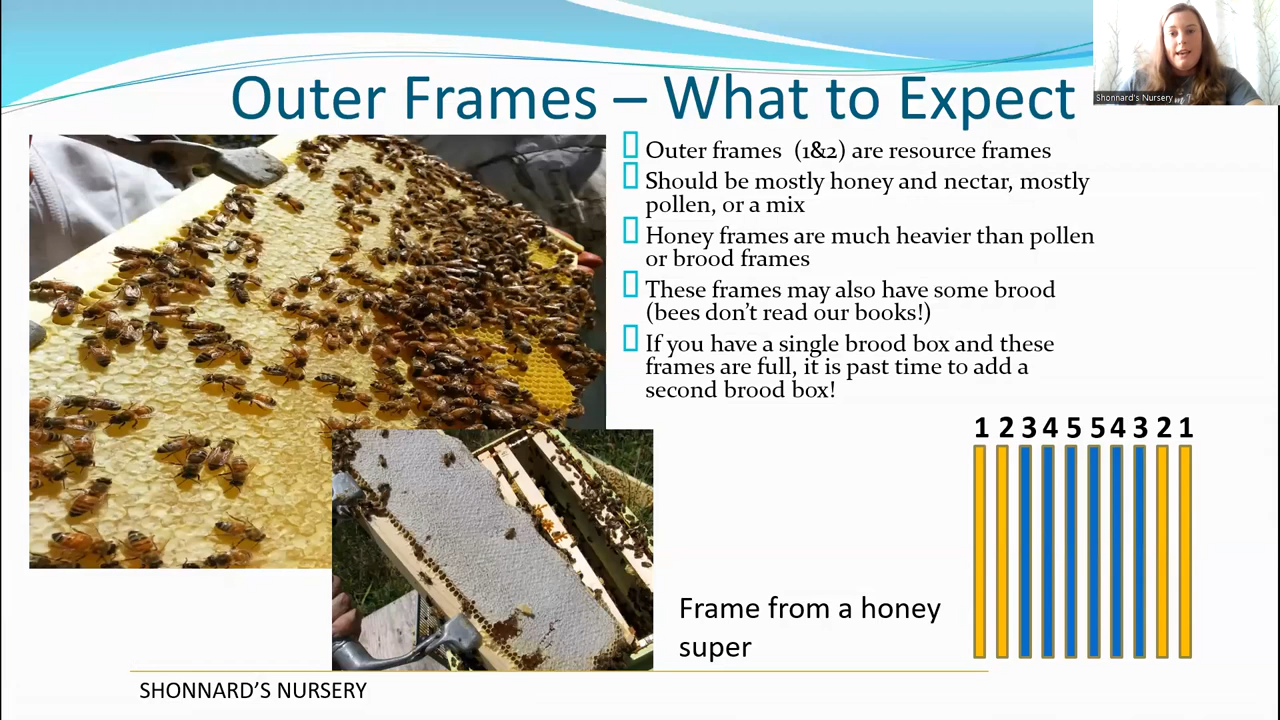 Shonnard's Nursery
Outer Frames – What to Expect
Outer frames (1&2) are resource frames
Should be mostly honey and nectar, mostly
pollen, or a mix
Honey frames are much heavier than pollen
or brood frames
These frames may also have some brood
(bees don't read our books!)
If you have a single brood box and these
frames are full, it is past time to add a
second brood box!
1 2 3 4 5 5 4 3 2 1
Frame from a honey
super
SHONNARD'S NURSERY